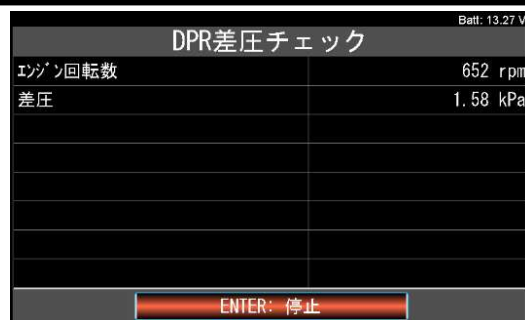 Batt: 13.27 V
DPR差圧チェック
ｴﾝｼﾞﾝ回転数 652 rpm
差圧 1.58 kPa
ENTER: 停止